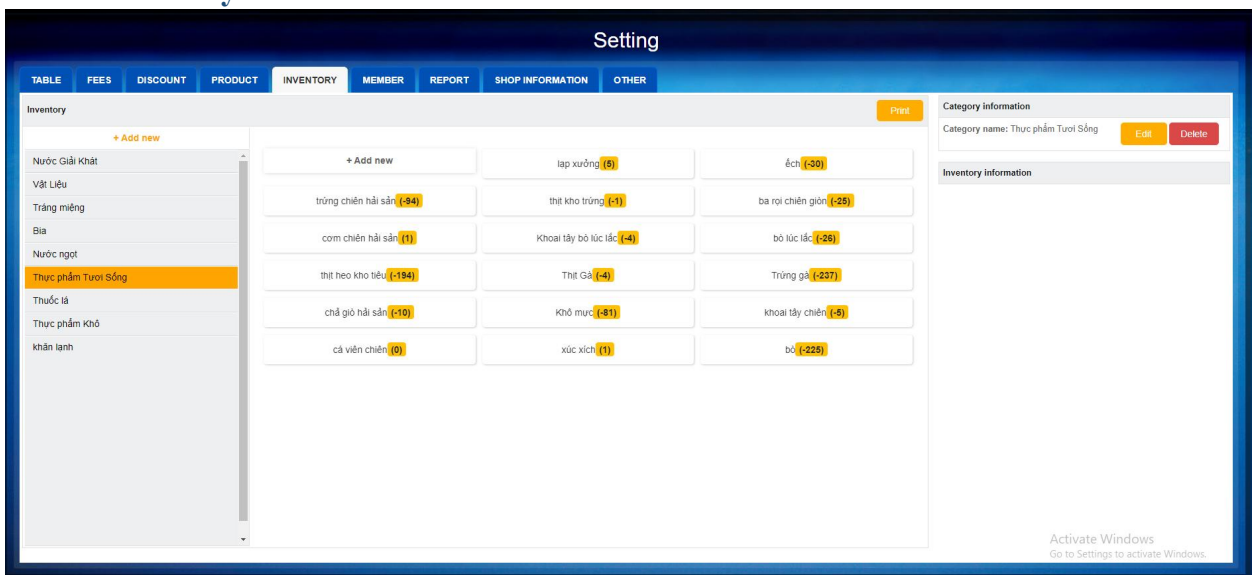 Setting
TABLE FEES DISCOUNT PRODUCT INVENTORY MEMBER REPORT SHOP INFORMATION OTHER
Inventory Print
+ Add new
Nước Giải Khát
Vật Liệu
Tráng miệng
Bia
Nước ngọt
Thực phẩm Tươi Sống
Thuốc lá
Thực phẩm Khô
khăn lạnh
+ Add new lạp xưởng (5) ếch (-30)
trứng chiên hải sản (-94) thịt kho trứng (-1) ba rọi chiên giòn (-25)
cơm chiên hải sản (1) Khoai tây bò lúc lắc (-4) bò lúc lắc (-26)
thịt heo kho tiêu (-194) Thịt Gà (-4) Trứng gà (-237)
chả giò hải sản (-10) Khô mực (-81) khoai tây chiên (-5)
cá viên chiên (0) xúc xích (1) bò (-225)
Category information
Category name: Thực phẩm Tươi Sống Edit Delete
Inventory information
Activate Windows
Go to Settings to activate Windows.